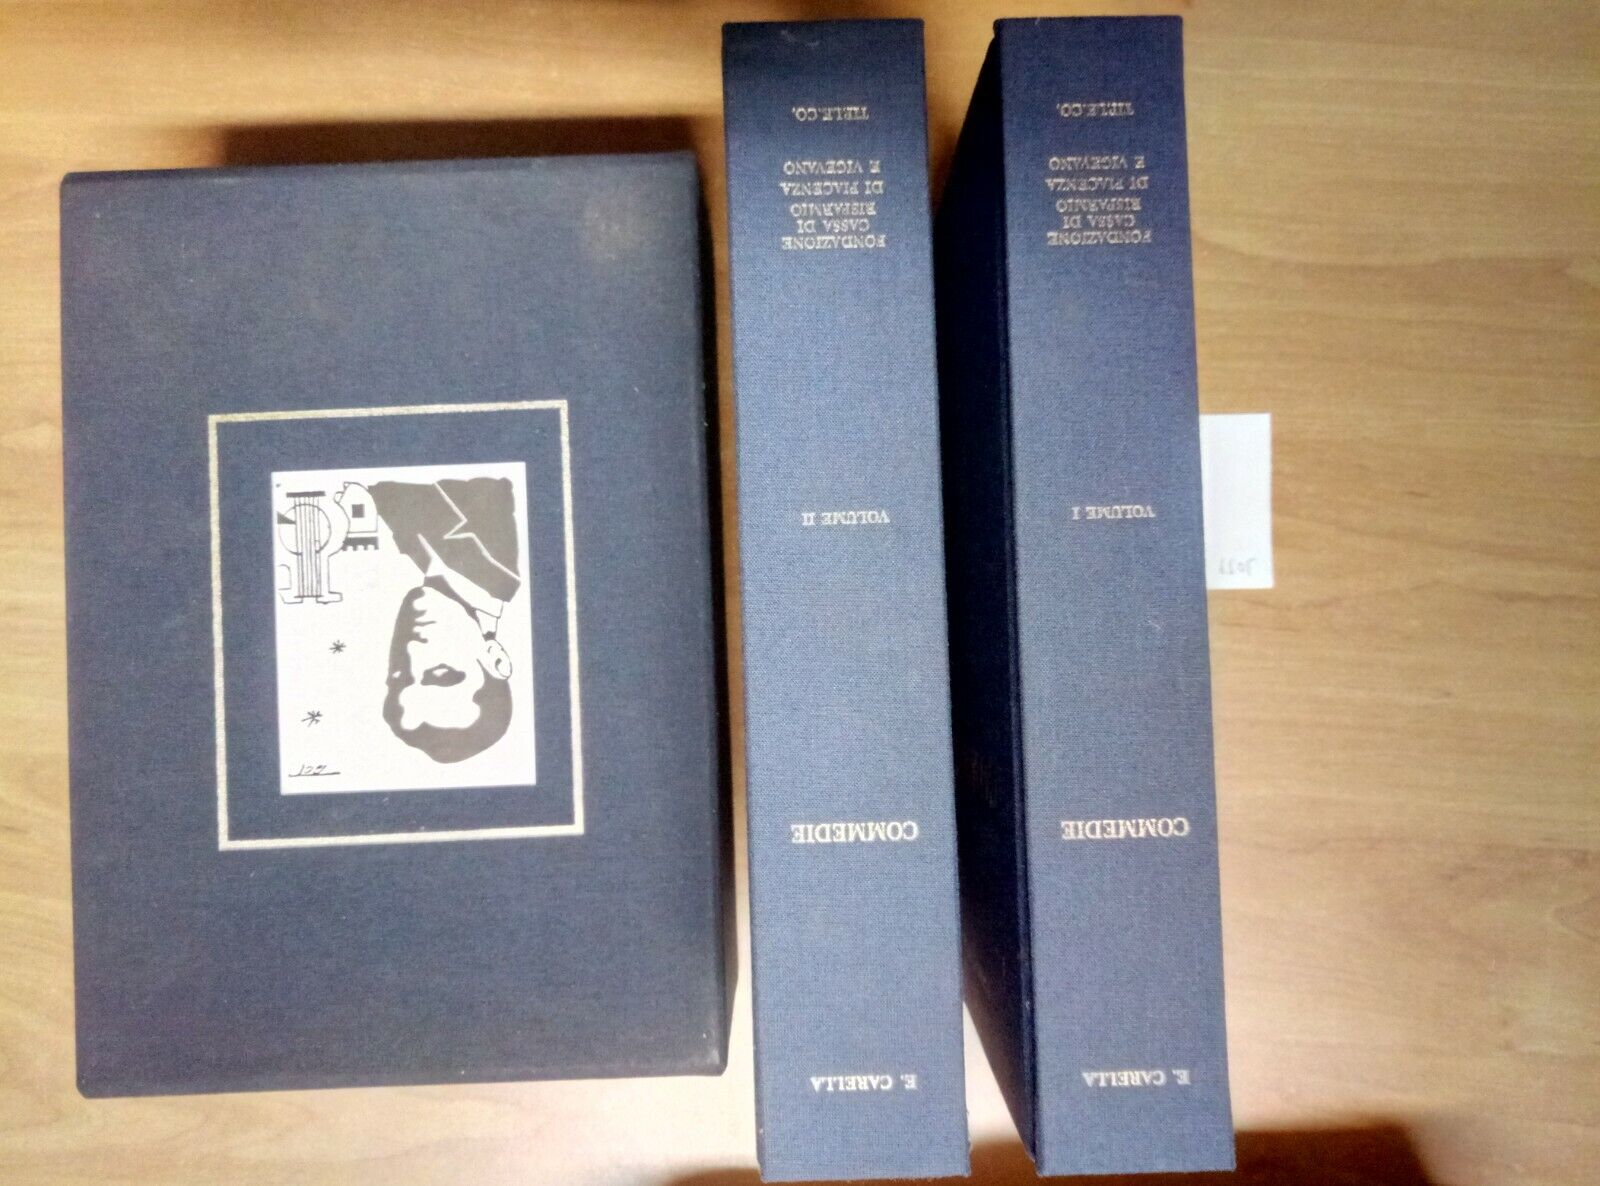 E. CARELLA
COMMEDIE
VOLUME II
FONDAZIONE
CASSA DI
RISPARMIO
DI PIACENZA
E VIGEVANO
TIP.LE.CO.
E. CARELLA
COMMEDIE
VOLUME I
FONDAZIONE
CASSA DI
RISPARMIO
DI PIACENZA
E VIGEVANO
TIP.LE.CO.